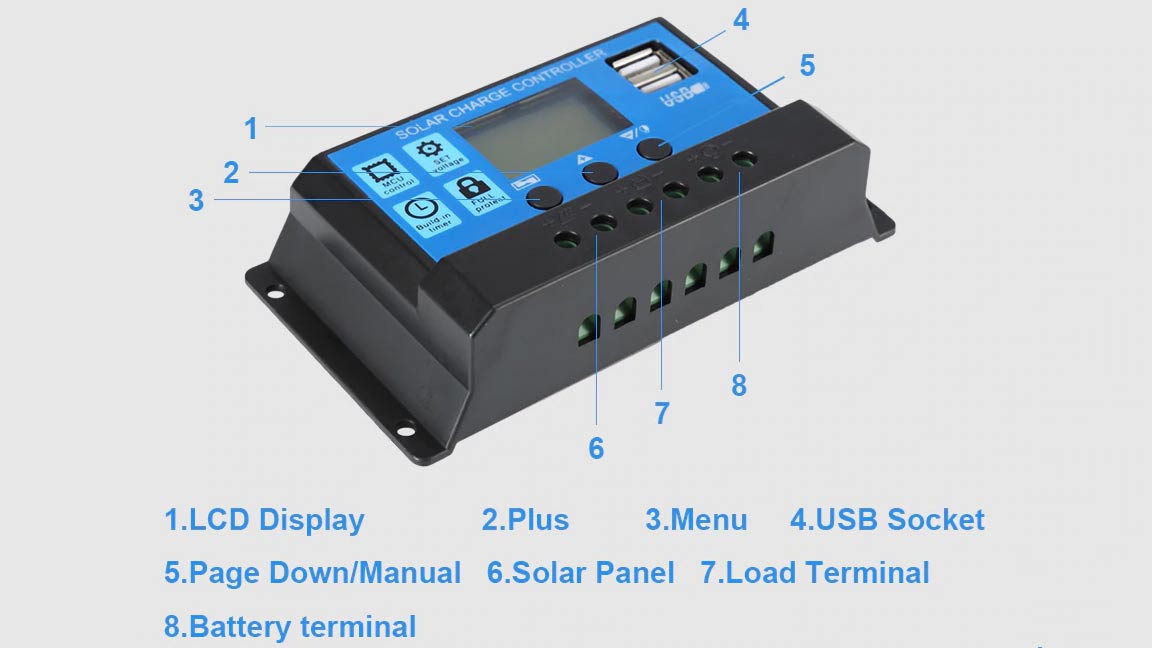 4
5
SOLAR CHARGE CONTROLLER
USB
1
SET
voltage
2
MCU
control
3
FULL
protect
Build-in
timer
8
7
6
1.LCD Display 2.Plus 3.Menu 4.USB Socket
5.Page Down/Manual 6.Solar Panel 7.Load Terminal
8.Battery terminal